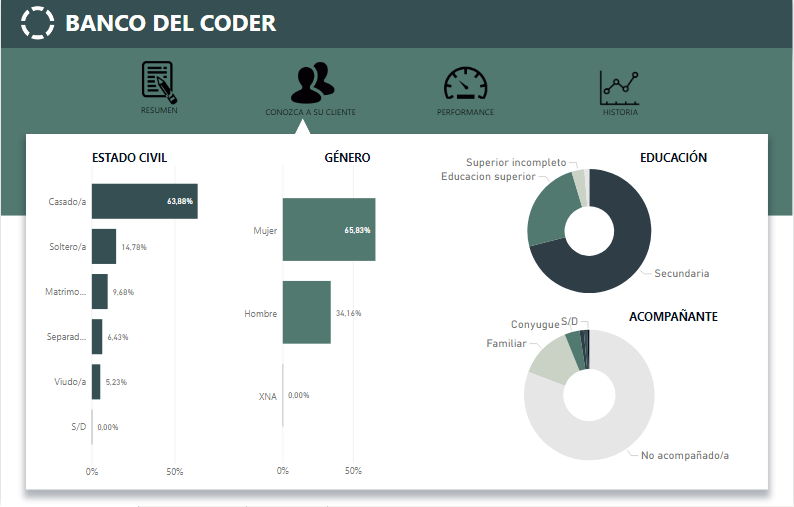 BANCO DEL CODER
RESUMEN
CONOZCA A SU CLIENTE
PERFORMANCE
HISTORIA
ESTADO CIVIL
Casado/a
63,88%
Soltero/a
14,78%
Matrimo...
9,68%
Separad...
6,43%
Viudo/a
5,23%
S/D
0,00%
0%
50%
GÉNERO
Mujer
65,83%
Hombre
34,16%
XNA
0,00%
0%
50%
EDUCACIÓN
Superior incompleto
Educacion superior
Secundaria
ACOMPAÑANTE
S/D
Conyugue
Familiar
No acompañado/a